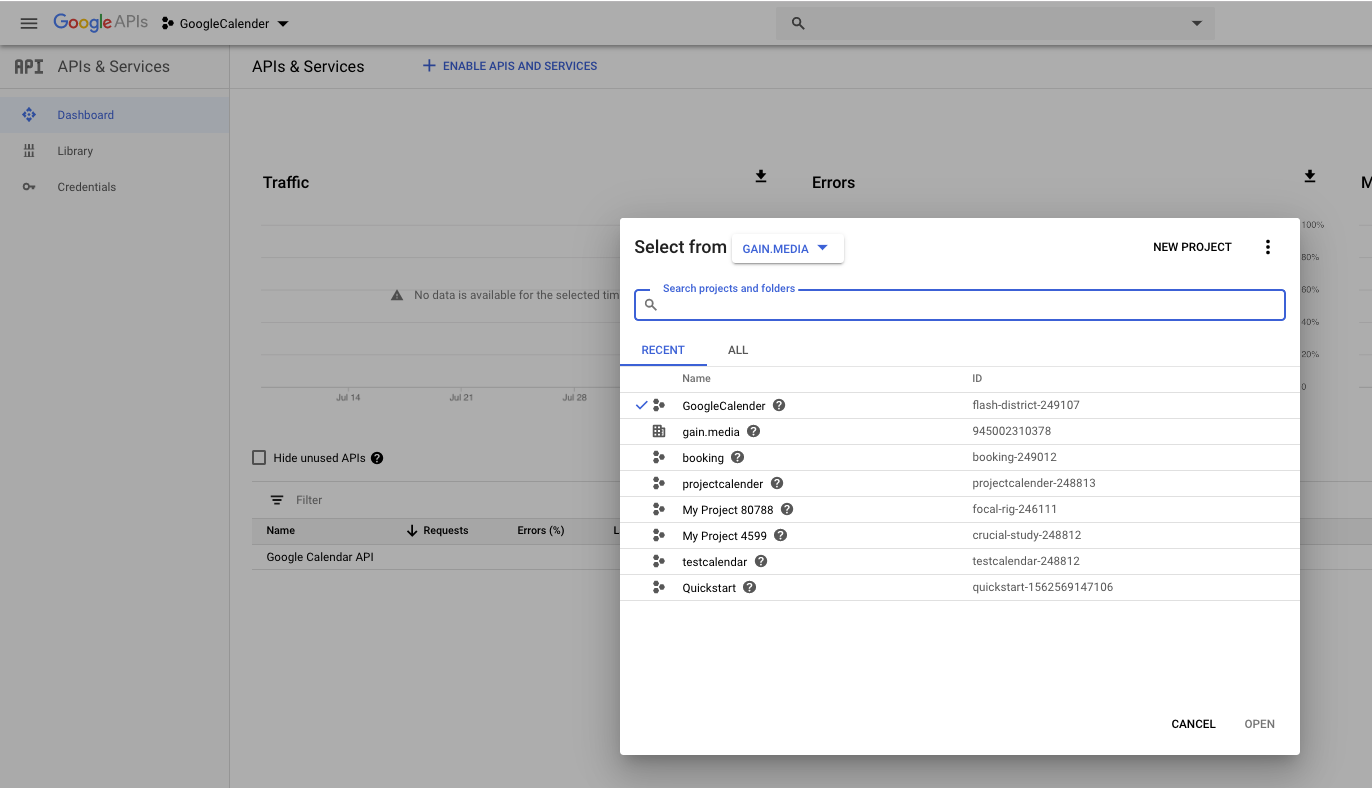 Google APIs GoogleCalender
API APIs & Services
APIs & Services
ENABLE APIS AND SERVICES
Dashboard
Library
Credentials
Traffic
Errors
M
No data is available for the selected tim
Jul 14 Jul 21 Jul 28
100%
80%
60%
40%
20%
0
Hide unused APIs
Filter
Name Requests Errors (%) L
Google Calendar API
Select from GAIN.MEDIA NEW PROJECT
Search projects and folders
RECENT ALL
Name ID
GoogleCalender flash-district-249107
gain.media 945002310378
booking booking-249012
projectcalender projectcalender-248813
My Project 80788 focal-rig-246111
My Project 4599 crucial-study-248812
testcalendar testcalendar-248812
Quickstart quickstart-1562569147106
CANCEL OPEN